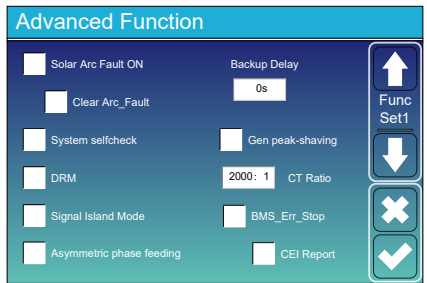 Advanced Function
Solar Arc Fault ON
Backup Delay
0s
Clear Arc_Fault
System selfcheck
Gen peak-shaving
DRM
2000: 1
CT Ratio
Signal Island Mode
BMS_Err_Stop
Asymmetric phase feeding
CEI Report
Func
Set1